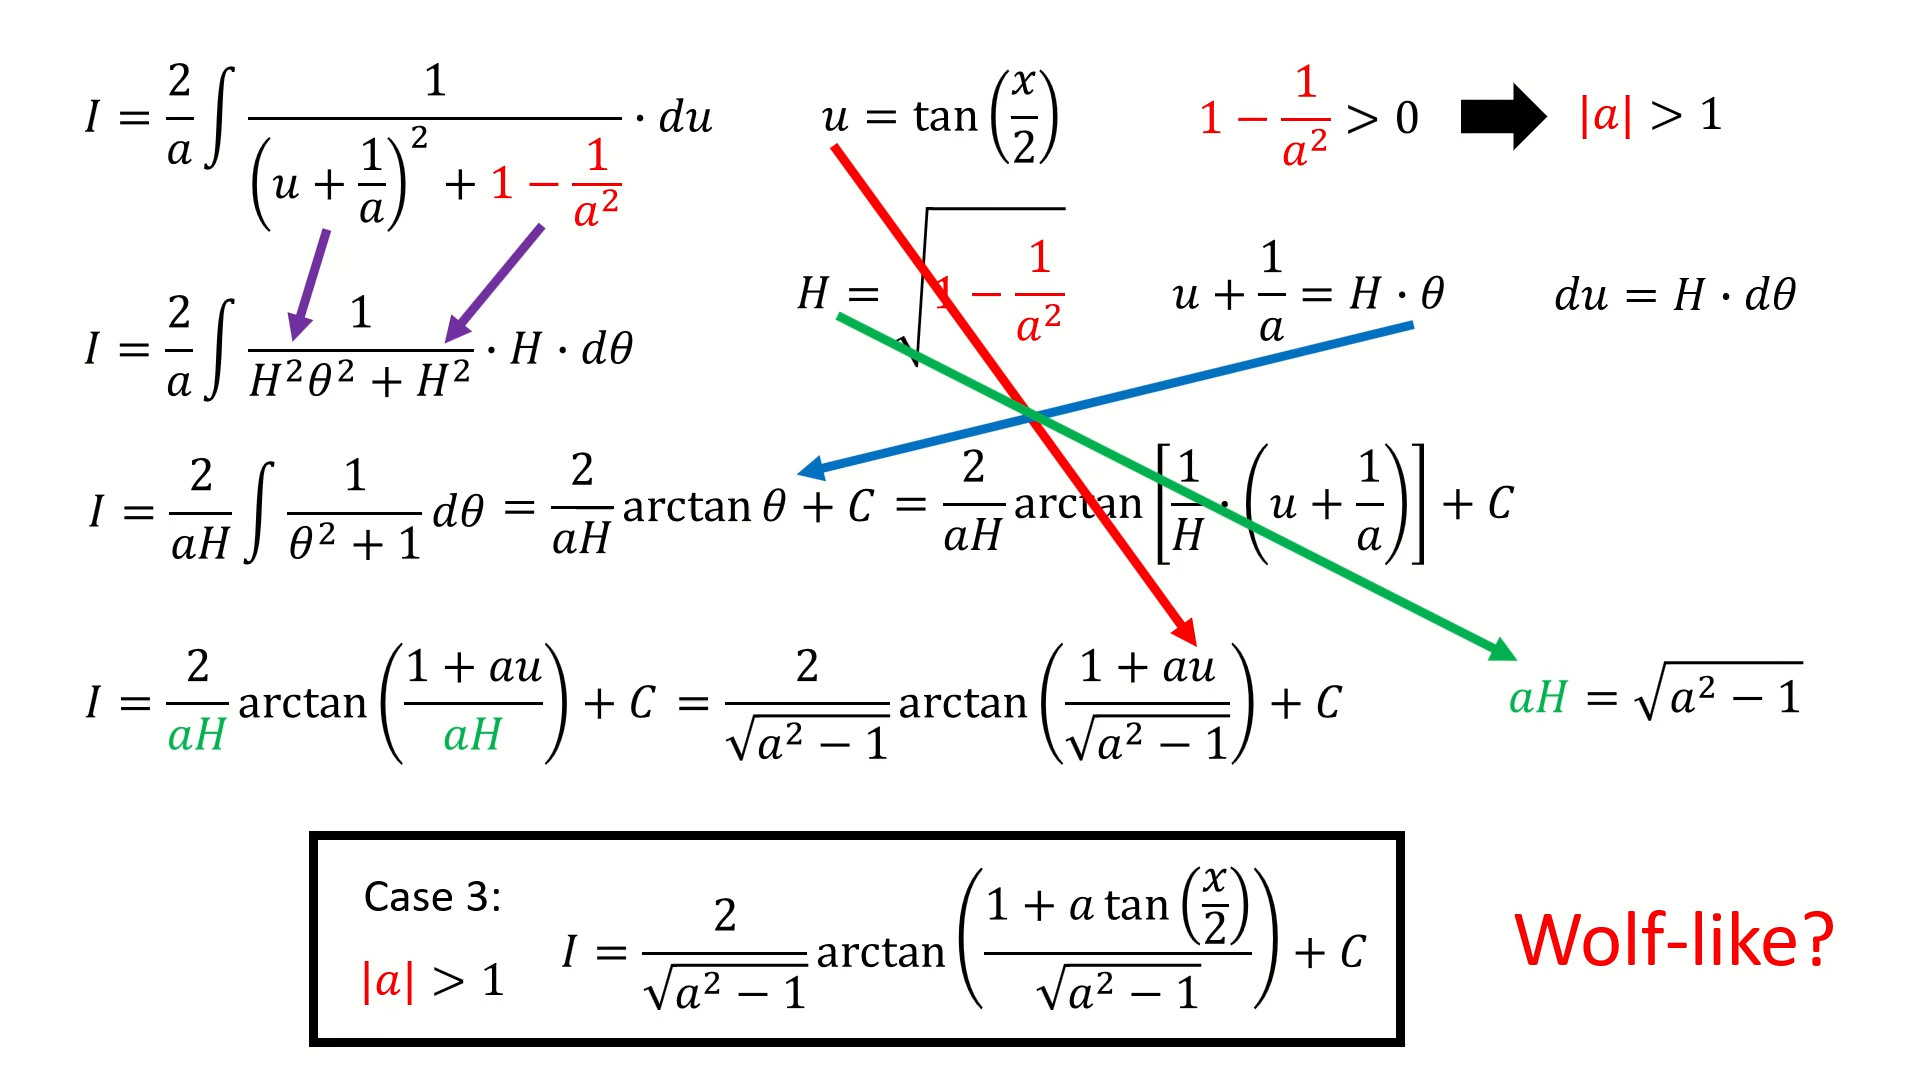 I = 2/a ∫ 1/((u + 1/a)² + 1 − 1/a²) · du    u = tan(x/2)    1 − 1/a² > 0    |a| > 1
I = 2/a ∫ 1/(H²θ² + H²) · H · dθ    H = √(1 − 1/a²)    u + 1/a = H · θ    du = H · dθ
I = 2/(aH) ∫ 1/(θ² + 1) dθ = 2/(aH) arctan θ + C = 2/(aH) arctan [1/H · (u + 1/a)] + C
I = 2/(aH) arctan ((1 + au)/(aH)) + C = 2/√(a² − 1) arctan ((1 + au)/√(a² − 1)) + C    aH = √(a² − 1)
Case 3:
|a| > 1
I = 2/√(a² − 1) arctan ((1 + a tan(x/2))/√(a² − 1)) + C
Wolf-like?